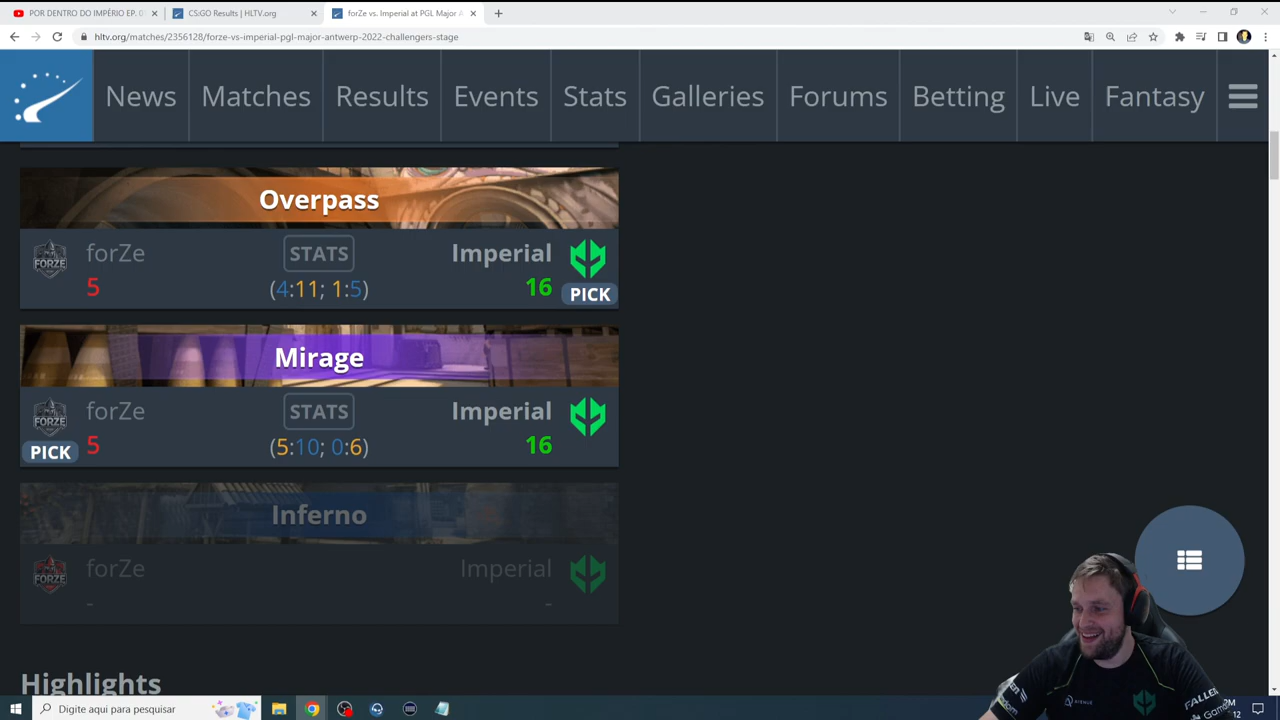 POR DENTRO DO IMPÉRIO EP. 0
CS:GO Results | HLTV.org
forZe vs. Imperial at PGL Major A
hltv.org/matches/2356128/forze-vs-imperial-pgl-major-antwerp-2022-challengers-stage
News Matches Results Events Stats Galleries Forums Betting Live Fantasy
Overpass
forZe STATS Imperial
5 (4:11; 1:5) 16
PICK
Mirage
forZe STATS Imperial
5 (5:10; 0:6) 16
PICK
Inferno
forZe Imperial
- -
Highlights
FALLEN
Digite aqui para pesquisar